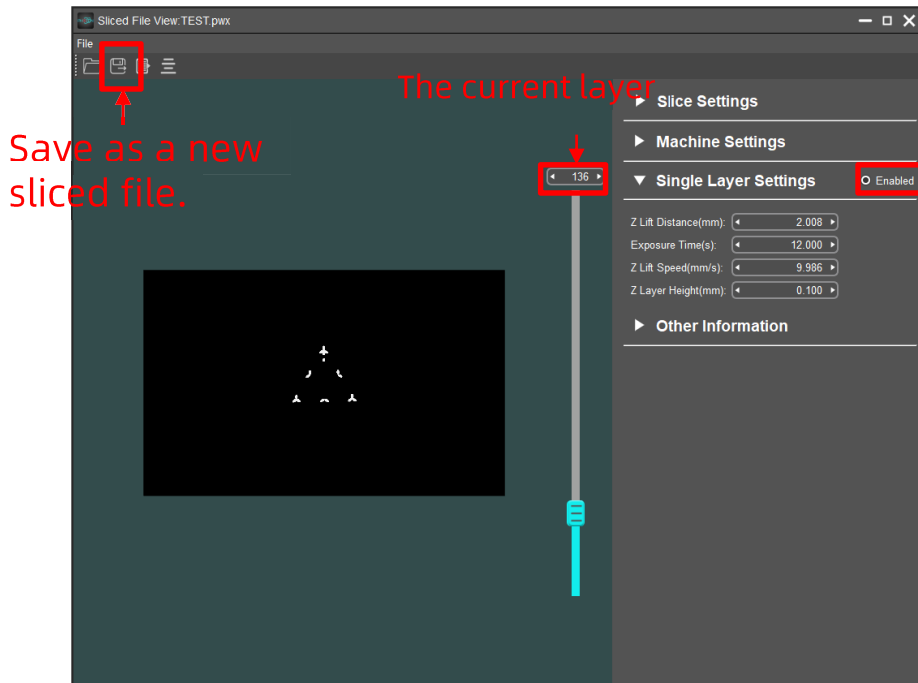 Sliced File View:TEST.pwx
File
The current layer
Save as a new
sliced file.
136
Slice Settings
Machine Settings
Single Layer Settings
Enabled
Z Lift Distance(mm): 2.008
Exposure Time(s): 12.000
Z Lift Speed(mm/s): 9.986
Z Layer Height(mm): 0.100
Other Information